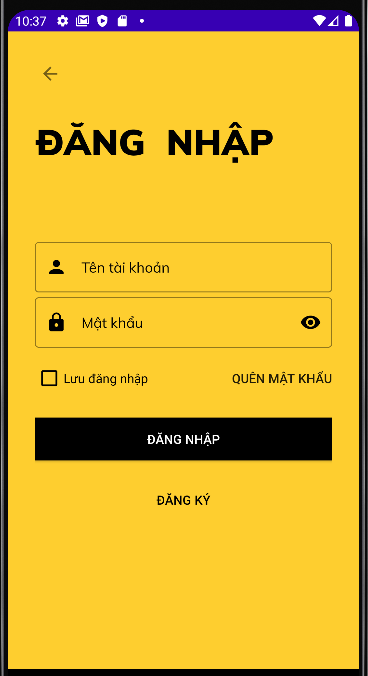 10:37
ĐĂNG NHẬP
Tên tài khoản
Mật khẩu
Lưu đăng nhập QUÊN MẬT KHẨU
ĐĂNG NHẬP
ĐĂNG KÝ